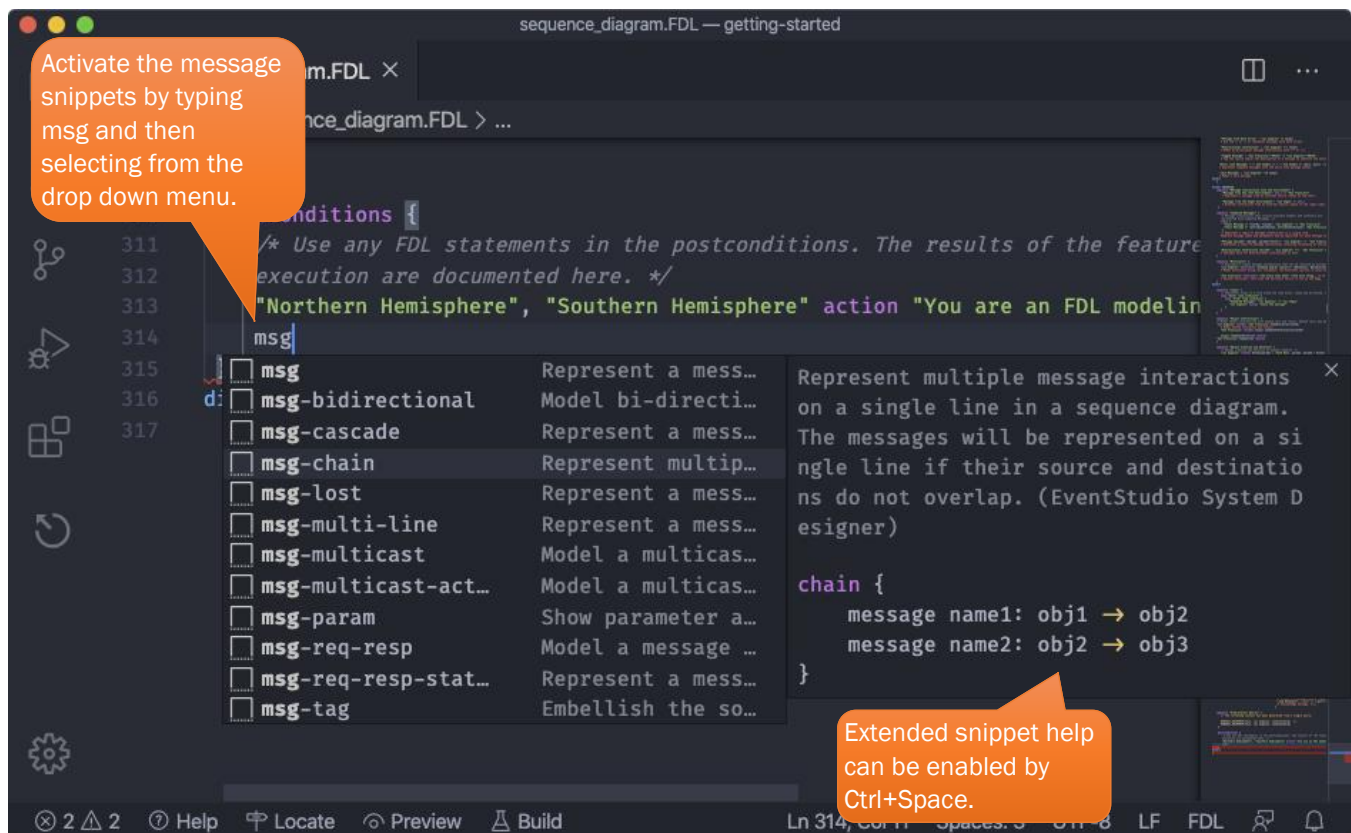 sequence_diagram.FDL — getting-started
Activate the message
snippets by typing
msg and then
selecting from the
drop down menu.
m.FDL ×
nce_diagram.FDL > ...
onditions {
311 /* Use any FDL statements in the postconditions. The results of the feature
312 execution are documented here. */
313 "Northern Hemisphere", "Southern Hemisphere" action "You are an FDL modelin
314 msg
315
316 di
317
msg Represent a mess…
msg-bidirectional Model bi-directi…
msg-cascade Represent a mess…
msg-chain Represent multip…
msg-lost Represent a mess…
msg-multi-line Represent a mess…
msg-multicast Model a multicas…
msg-multicast-act… Model a multicas…
msg-param Show parameter a…
msg-req-resp Model a message …
msg-req-resp-stat… Represent a mess…
msg-tag Embellish the so…
Represent multiple message interactions ×
on a single line in a sequence diagram.
The messages will be represented on a si
ngle line if their source and destinatio
ns do not overlap. (EventStudio System D
esigner)
chain {
message name1: obj1 → obj2
message name2: obj2 → obj3
}
Extended snippet help
can be enabled by
Ctrl+Space.
2 2 Help Locate Preview Build Ln 314, LF FDL